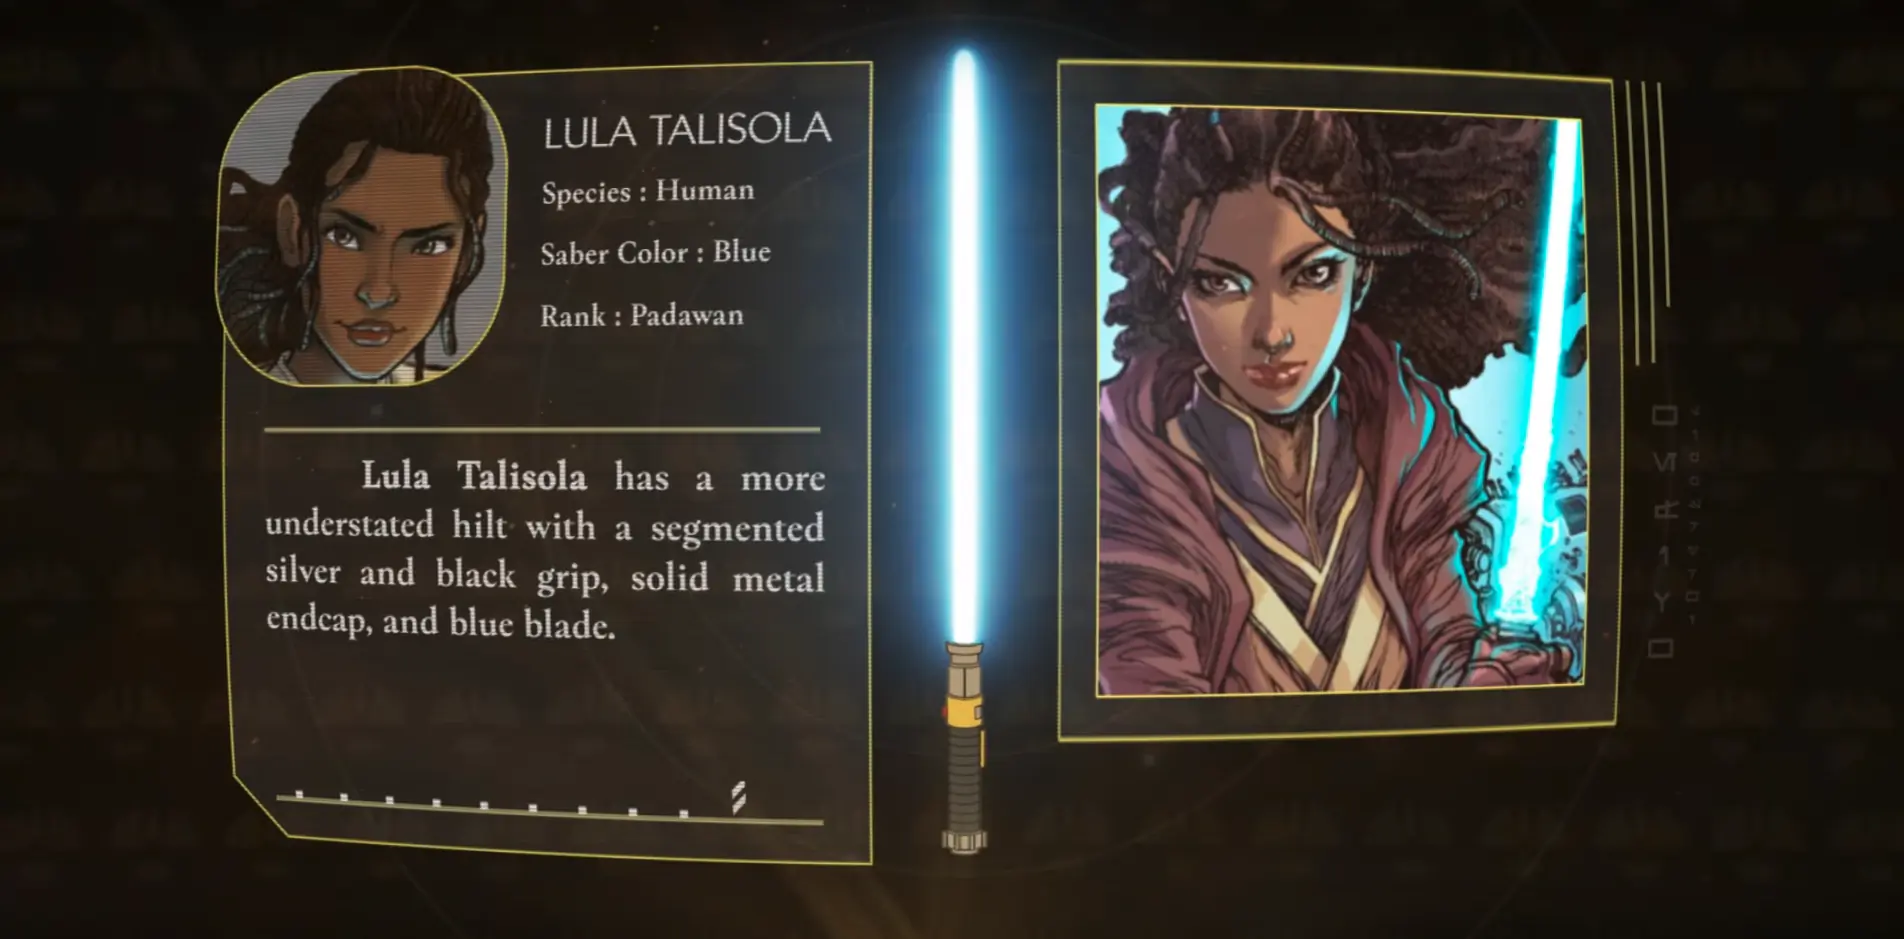 LULA TALISOLA
Species : Human
Saber Color : Blue
Rank : Padawan
Lula Talisola has a more
understated hilt with a segmented
silver and black grip, solid metal
endcap, and blue blade.